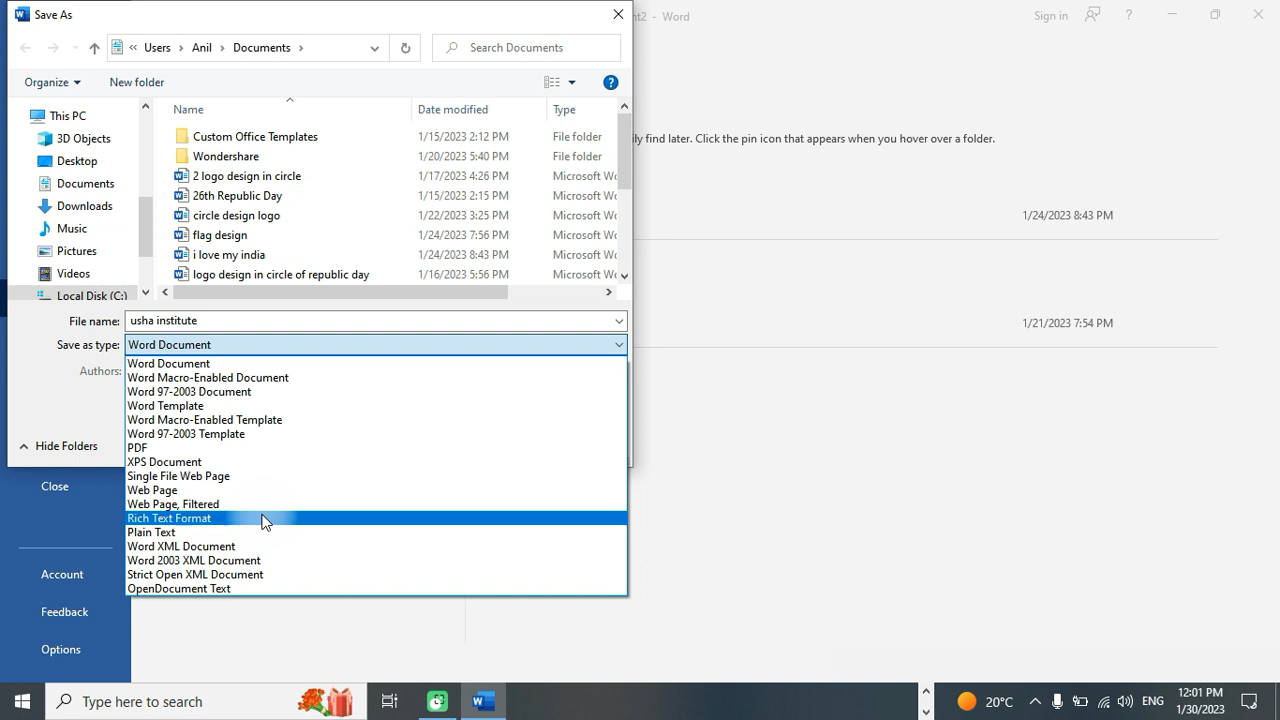 Save As
nt2 - Word
Sign in
?
« Users > Anil > Documents >
Search Documents
Organize
New folder
?
This PC
3D Objects
Desktop
Documents
Downloads
Music
Pictures
Videos
Local Disk (C:)
Name Date modified Type
Custom Office Templates 1/15/2023 2:12 PM File folder
Wondershare 1/20/2023 5:40 PM File folder
2 logo design in circle 1/17/2023 4:26 PM Microsoft Wo
26th Republic Day 1/15/2023 2:15 PM Microsoft Wo
circle design logo 1/22/2023 3:25 PM Microsoft Wo
flag design 1/24/2023 7:56 PM Microsoft Wo
i love my india 1/24/2023 8:43 PM Microsoft Wo
logo design in circle of republic day 1/16/2023 5:56 PM Microsoft Wo
ily find later. Click the pin icon that appears when you hover over a folder.
1/24/2023 8:43 PM
1/21/2023 7:54 PM
File name: usha institute
Save as type: Word Document
Authors:
Word Document
Word Macro-Enabled Document
Word 97-2003 Document
Word Template
Word Macro-Enabled Template
Word 97-2003 Template
PDF
XPS Document
Single File Web Page
Web Page
Web Page, Filtered
Rich Text Format
Plain Text
Word XML Document
Word 2003 XML Document
Strict Open XML Document
OpenDocument Text
Hide Folders
Close
Account
Feedback
Options
Type here to search
20°C
ENG
12:01 PM
1/30/2023